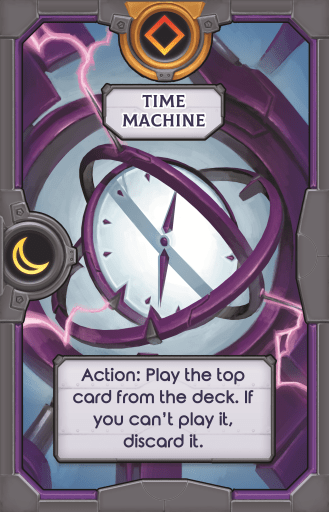 TIME
MACHINE
Action: Play the top
card from the deck. If
you can't play it,
discard it.